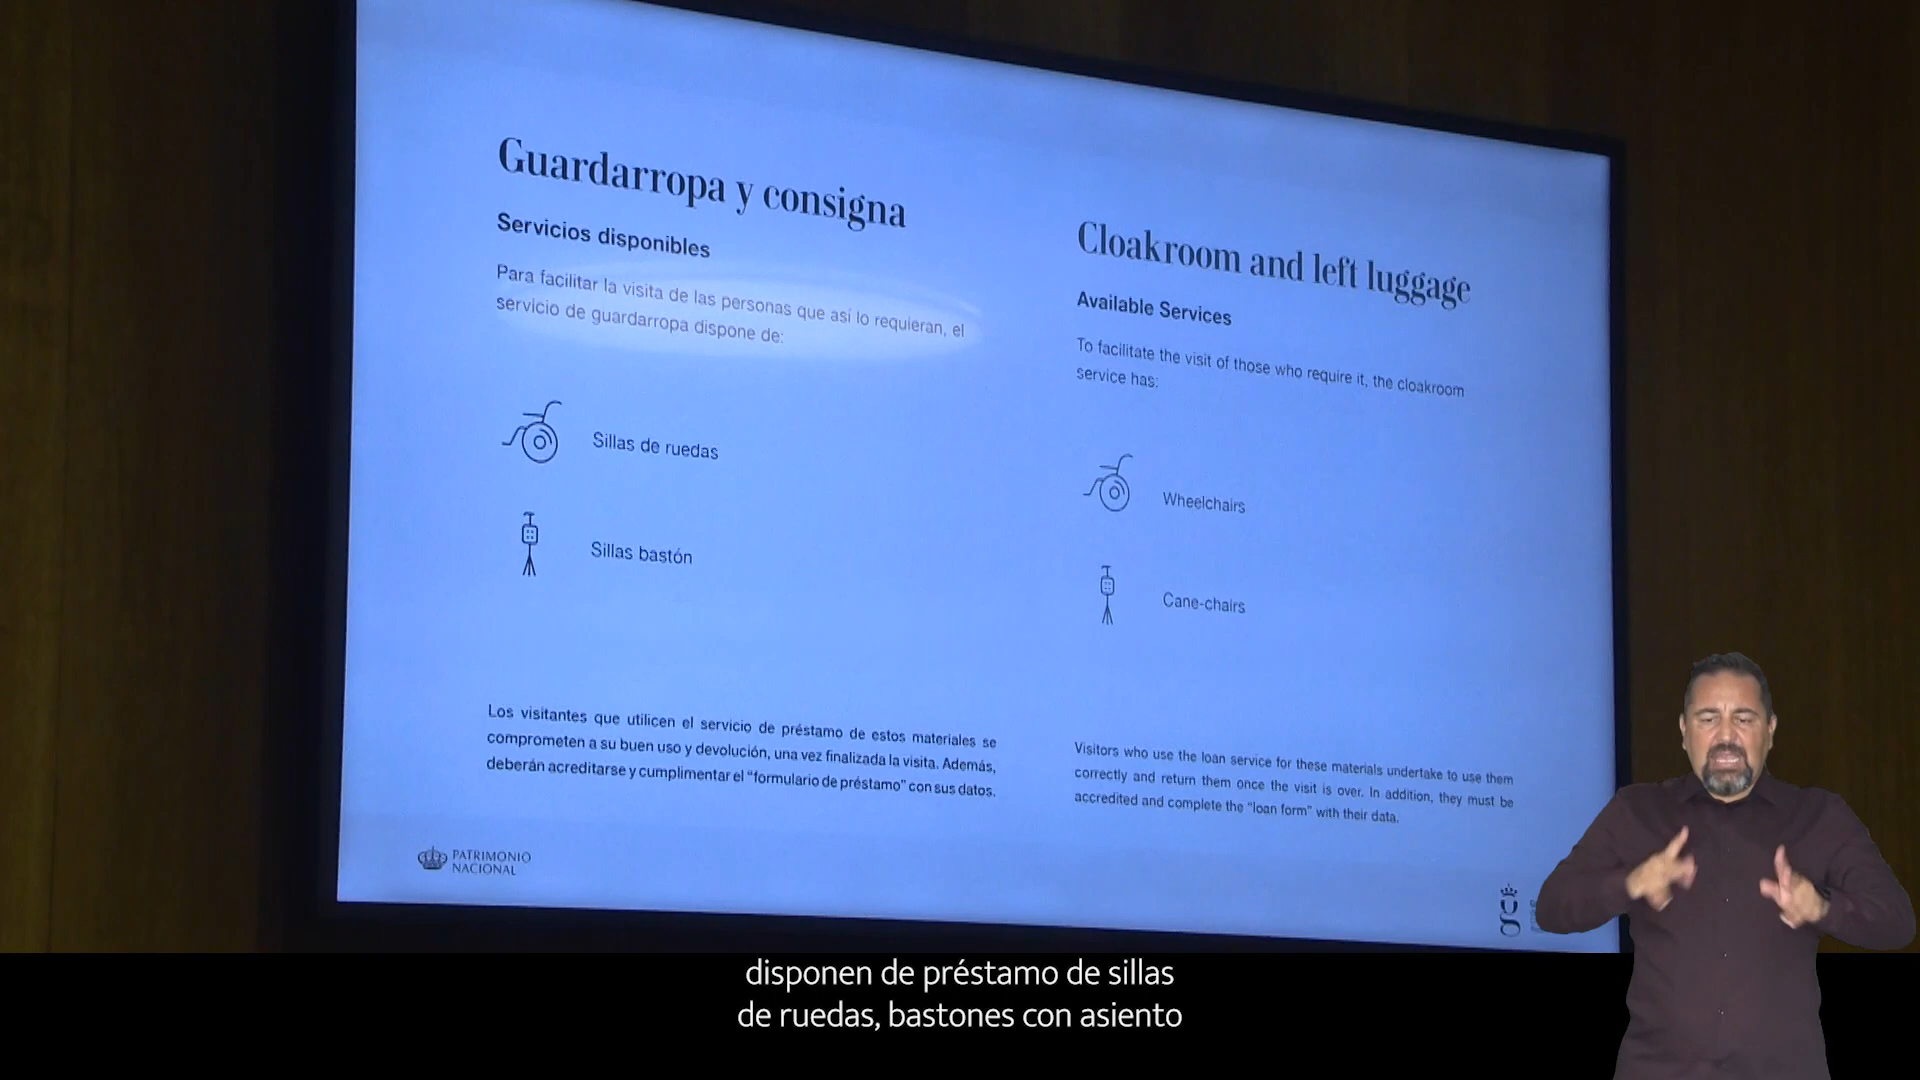 Guardarropa y consigna
Servicios disponibles
Para facilitar la visita de las personas que así lo requieran, el
servicio de guardarropa dispone de:
Sillas de ruedas
Sillas bastón
Los visitantes que utilicen el servicio de préstamo de estos materiales se
comprometen a su buen uso y devolución, una vez finalizada la visita. Además,
deberán acreditarse y cumplimentar el “formulario de préstamo” con sus datos.
PATRIMONIO
NACIONAL
Cloakroom and left luggage
Available Services
To facilitate the visit of those who require it, the cloakroom
service has:
Wheelchairs
Cane-chairs
Visitors who use the loan service for these materials undertake to use them
correctly and return them once the visit is over. In addition, they must be
accredited and complete the “loan form” with their data.
g
disponen de préstamo de sillas
de ruedas, bastones con asiento